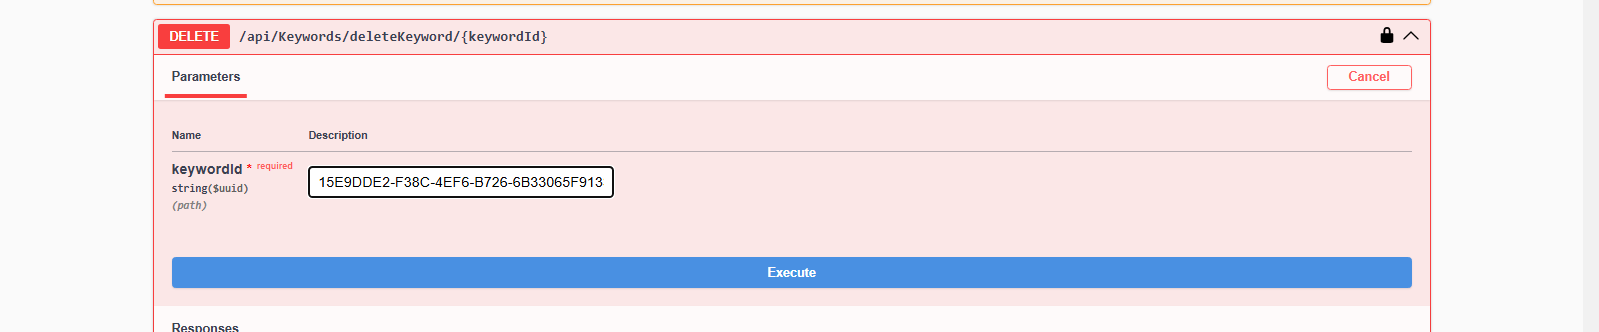 DELETE /api/Keywords/deleteKeyword/{keywordId}
Parameters Cancel
Name Description
keywordId * required 15E9DDE2-F38C-4EF6-B726-6B33065F913
string($uuid)
(path)
Execute
Responses